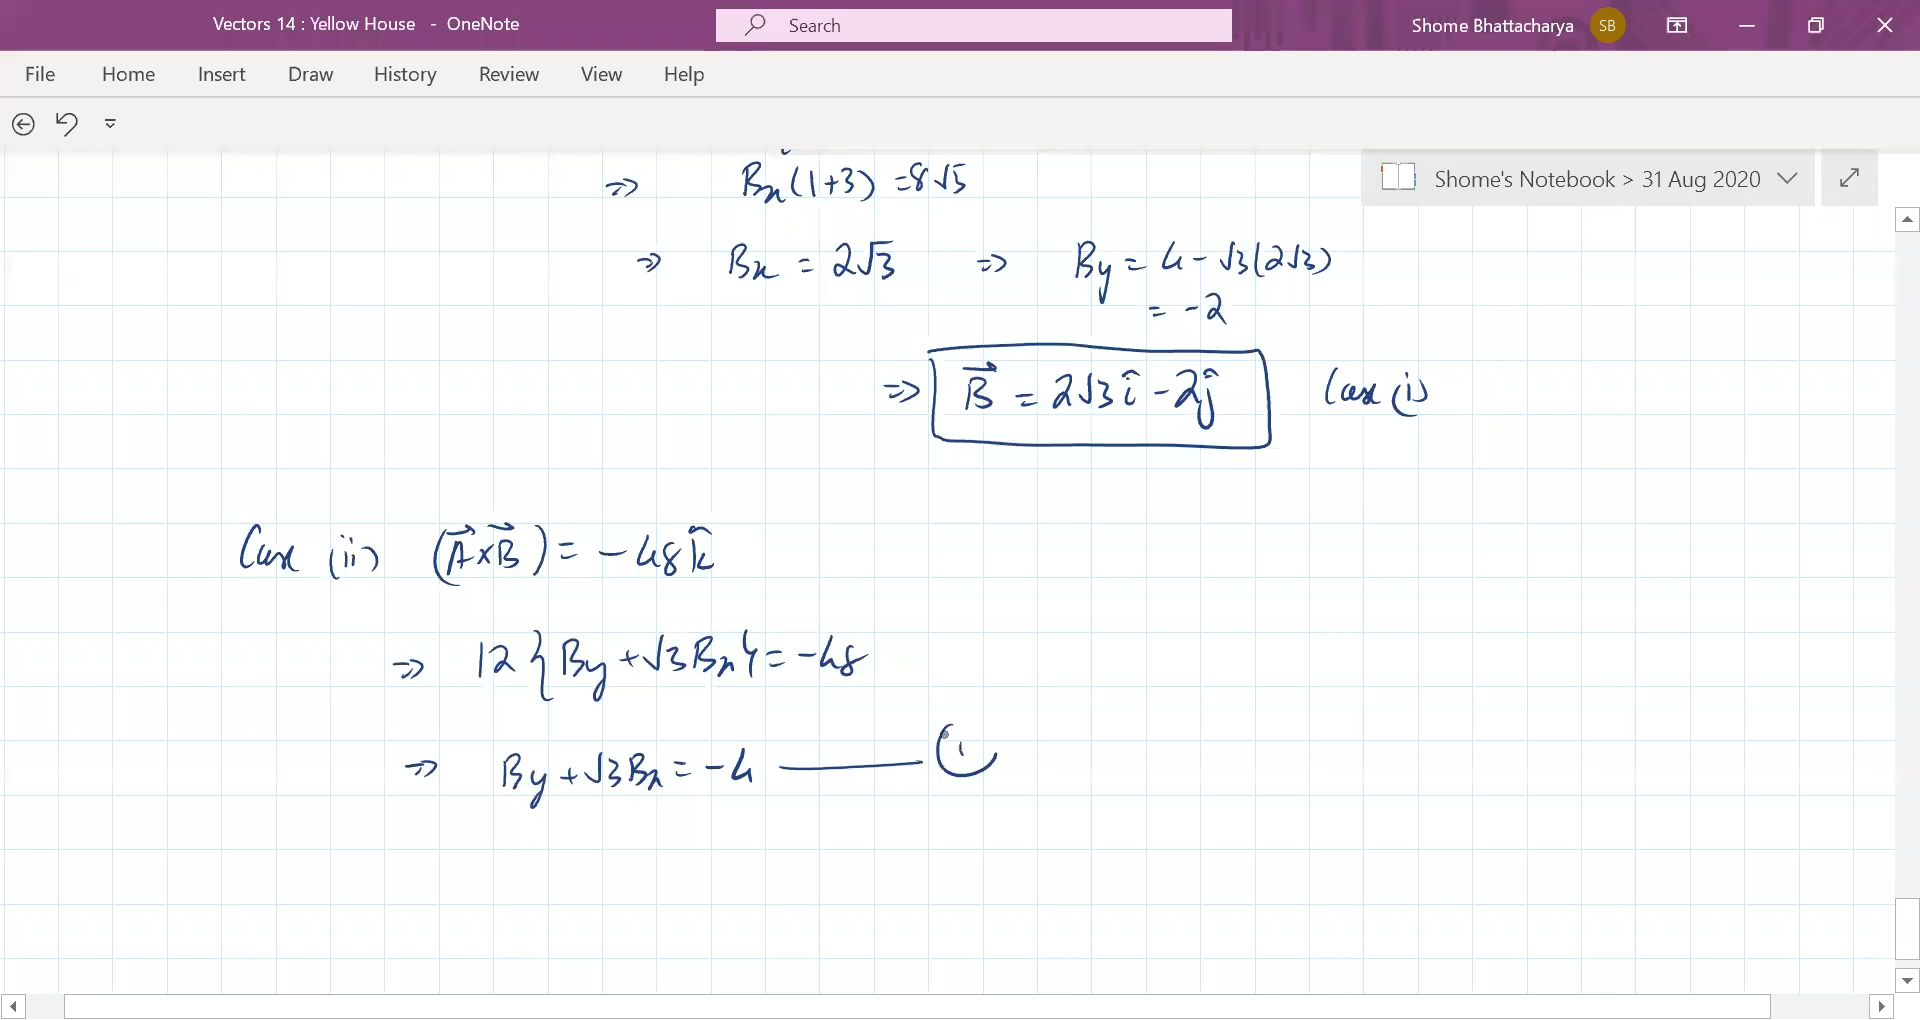 Vectors 14 : Yellow House - OneNote
Search
Shome Bhattacharya
SB
File Home Insert Draw History Review View Help
Shome's Notebook > 31 Aug 2020
⇒ Bx(1+3) = 8√3
⇒ Bx = 2√3 ⇒ By = 4 - √3(2√3)
= -2
⇒ B⃗ = 2√3 î - 2ĵ Case (i)
Case (ii) (A⃗×B⃗) = -48k̂
⇒ 12{By + √3Bx} = -48
⇒ By + √3Bx = -4 ——— 1